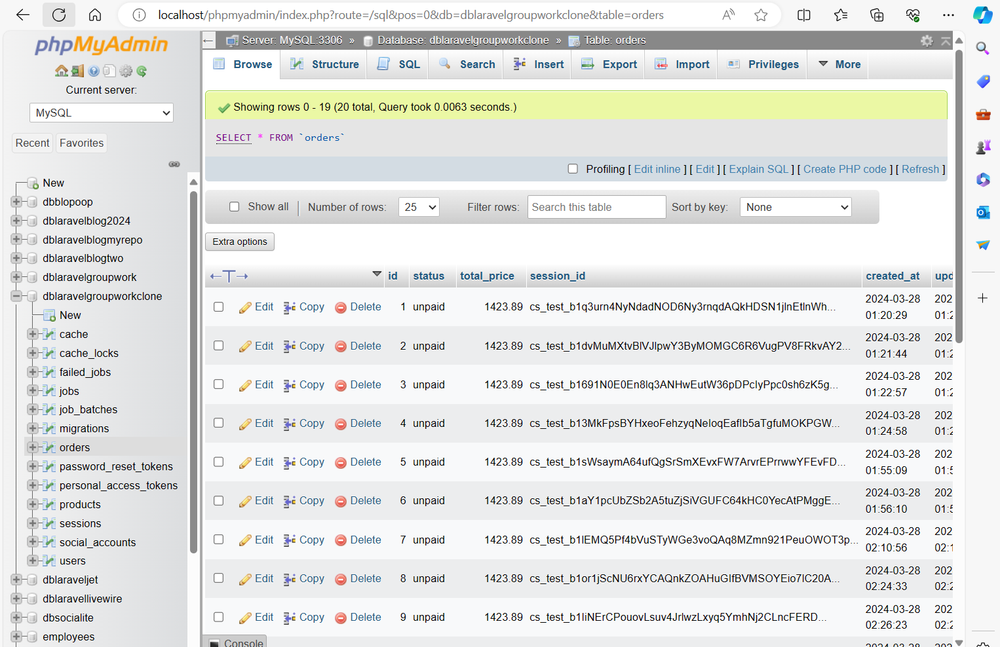 localhost/phpmyadmin/index.php?route=/sql&pos=0&db=dblaravelgroupworkclone&table=orders
phpMyAdmin
Current server:
MySQL
Recent Favorites
New
dbblopoop
dblaravelblog2024
dblaravelblogmyrepo
dblaravelblogtwo
dblaravelgroupwork
dblaravelgroupworkclone
New
cache
cache_locks
failed_jobs
jobs
job_batches
migrations
orders
password_reset_tokens
personal_access_tokens
products
sessions
social_accounts
users
dblaraveljet
dblaravellivewire
dbsocialite
employees
Server: MySQL:3306 » Database: dblaravelgroupworkclone » Table: orders
Browse Structure SQL Search Insert Export Import Privileges More
Showing rows 0 - 19 (20 total, Query took 0.0063 seconds.)
SELECT * FROM `orders`
Profiling [ Edit inline ] [ Edit ] [ Explain SQL ] [ Create PHP code ] [ Refresh ]
Show all Number of rows: 25 Filter rows: Search this table Sort by key: None
Extra options
id status total_price session_id created_at upd
Edit Copy Delete 1 unpaid 1423.89 cs_test_b1q3urn4NyNdadNOD6Ny3rnqdAQkHDSN1jlnEtlnWh... 2024-03-28 202
01:20:29 01:2
Edit Copy Delete 2 unpaid 1423.89 cs_test_b1dvMuMXtvBlVJlpwY3ByMOMGC6R6VugPV8FRkvAY2... 2024-03-28 202
01:21:44 01:2
Edit Copy Delete 3 unpaid 1423.89 cs_test_b1691N0E0En8lq3ANHwEutW36pDPclyPpc0sh6zK5g... 2024-03-28 202
01:22:57 01:2
Edit Copy Delete 4 unpaid 1423.89 cs_test_b13MkFpsBYHxeoFehzyqNeloqEaflb5aTgfuMOKPGW... 2024-03-28 202
01:24:58 01:2
Edit Copy Delete 5 unpaid 1423.89 cs_test_b1sWsaymA64ufQgSrSmXEvxFW7ArvrEPrrwwYFEvFD... 2024-03-28 202
01:55:09 01:5
Edit Copy Delete 6 unpaid 1423.89 cs_test_b1aY1pcUbZSb2A5tuZjSiVGUFC64kHC0YecAtPMggE... 2024-03-28 202
01:56:10 01:5
Edit Copy Delete 7 unpaid 1423.89 cs_test_b1lEMQ5Pf4bVuSTyWGe3voQAq8MZmn921PeuOWOT3p... 2024-03-28 202
02:10:56 02:1
Edit Copy Delete 8 unpaid 1423.89 cs_test_b1or1jScNU6rxYCAQnkZOAHuGlfBVMSOYEio7lC20A... 2024-03-28 202
02:24:33 02:2
Edit Copy Delete 9 unpaid 1423.89 cs_test_b1liNErCPouovLsuv4JrlwzLxyq5YmhNj2CLncFERD... 2024-03-28 202
02:26:23 02:2
Console